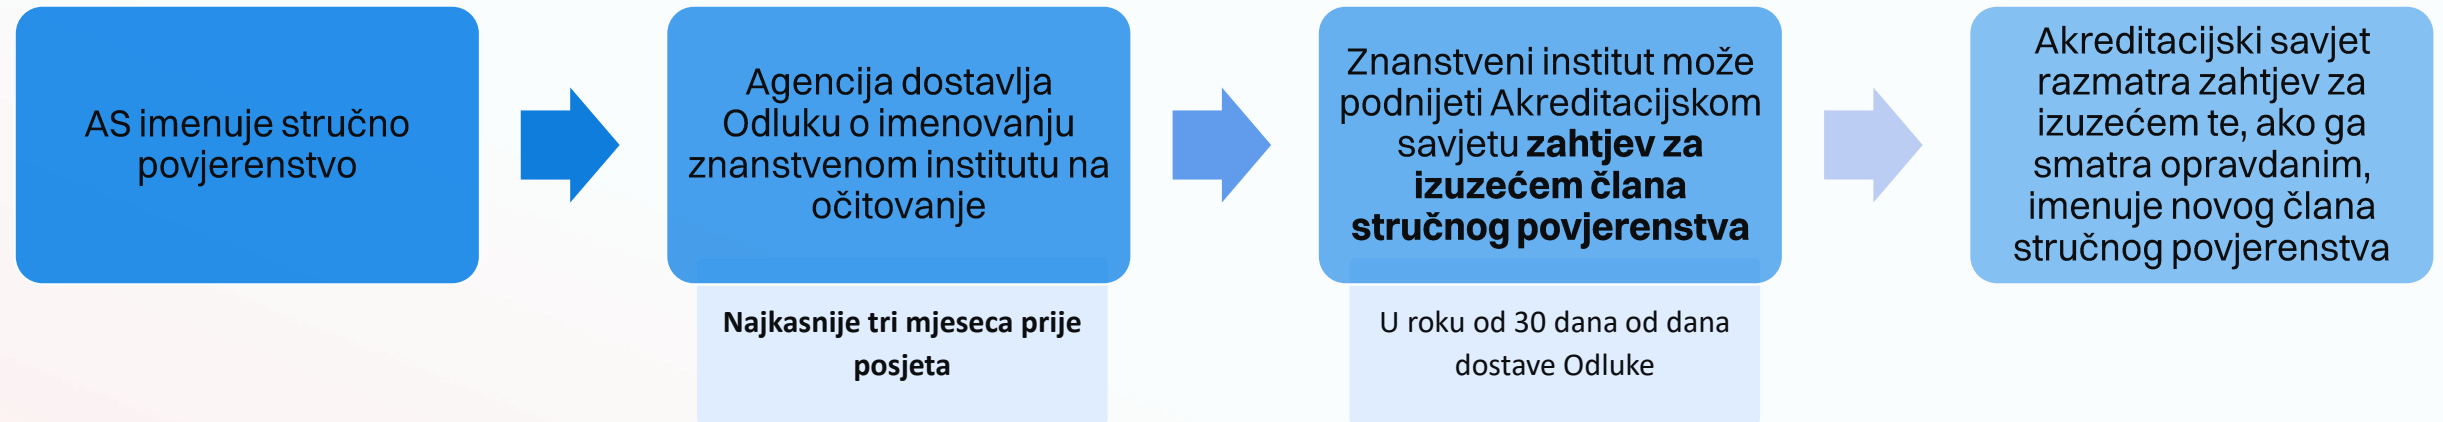 AS imenuje stručno
povjerenstvo
Agencija dostavlja
Odluku o imenovanju
znanstvenom institutu na
očitovanje
Najkasnije tri mjeseca prije
posjeta
Znanstveni institut može
podnijeti Akreditacijskom
savjetu zahtjev za
izuzećem člana
stručnog povjerenstva
U roku od 30 dana od dana
dostave Odluke
Akreditacijski savjet
razmatra zahtjev za
izuzećem te, ako ga
smatra opravdanim,
imenuje novog člana
stručnog povjerenstva